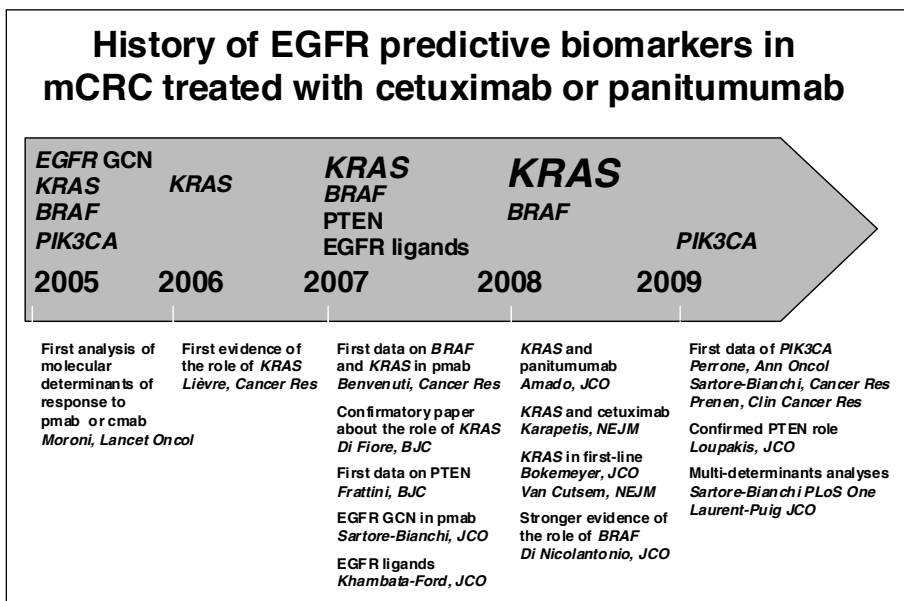 History of EGFR predictive biomarkers in
mCRC treated with cetuximab or panitumumab
EGFR GCN
KRAS
BRAF
PIK3CA
2005
KRAS
2006
KRAS
BRAF
PTEN
EGFR ligands
2007
KRAS
BRAF
2008
PIK3CA
2009
First analysis of
molecular
determinants of
response to
pmab or cmab
Moroni, Lancet Oncol
First evidence of
the role of KRAS
Lièvre, Cancer Res
First data on BRAF
and KRAS in pmab
Benvenuti, Cancer Res
Confirmatory paper
about the role of KRAS
Di Fiore, BJC
First data on PTEN
Frattini, BJC
EGFR GCN in pmab
Sartore-Bianchi, JCO
EGFR ligands
Khambata-Ford, JCO
KRAS and
panitumumab
Amado, JCO
KRAS and cetuximab
Karapetis, NEJM
KRAS in first-line
Bokemeyer, JCO
Van Cutsem, NEJM
Stronger evidence of
the role of BRAF
Di Nicolantonio, JCO
First data of PIK3CA
Perrone, Ann Oncol
Sartore-Bianchi, Cancer Res
Prenen, Clin Cancer Res
Confirmed PTEN role
Loupakis, JCO
Multi-determinants analyses
Sartore-Bianchi PLoS One
Laurent-Puig JCO